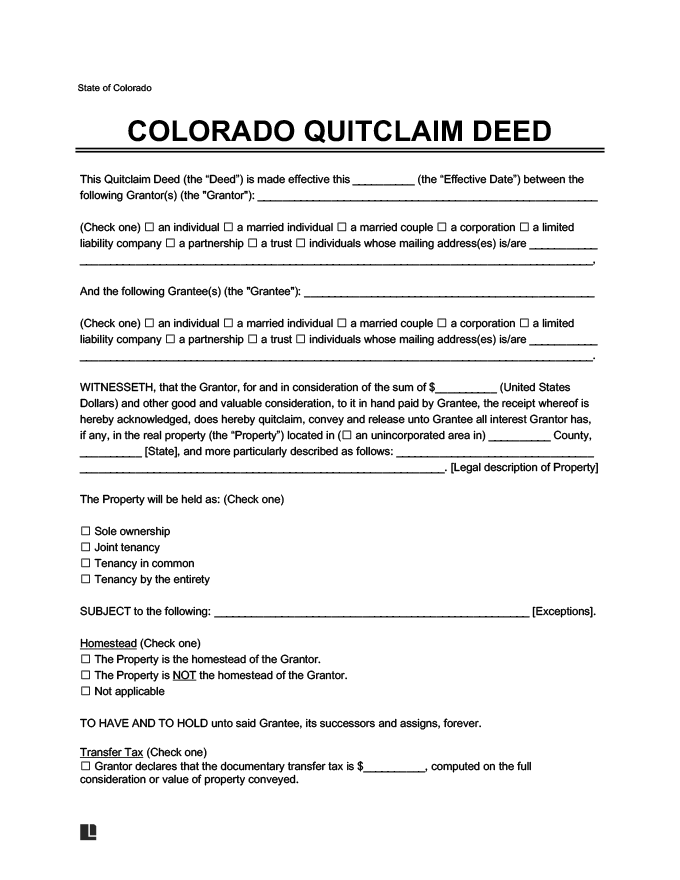 State of Colorado
COLORADO QUITCLAIM DEED
This Quitclaim Deed (the “Deed”) is made effective this __________ (the “Effective Date”) between the
following Grantor(s) (the "Grantor"): ________________________________________________________
(Check one) ☐ an individual ☐ a married individual ☐ a married couple ☐ a corporation ☐ a limited
liability company ☐ a partnership ☐ a trust ☐ individuals whose mailing address(es) is/are ___________
_____________________________________________________________________________________,
And the following Grantee(s) (the "Grantee"): ________________________________________________
(Check one) ☐ an individual ☐ a married individual ☐ a married couple ☐ a corporation ☐ a limited
liability company ☐ a partnership ☐ a trust ☐ individuals whose mailing address(es) is/are ___________
_____________________________________________________________________________________.
WITNESSETH, that the Grantor, for and in consideration of the sum of $__________ (United States
Dollars) and other good and valuable consideration, to it in hand paid by Grantee, the receipt whereof is
hereby acknowledged, does hereby quitclaim, convey and release unto Grantee all interest Grantor has,
if any, in the real property (the “Property”) located in (☐ an unincorporated area in) __________ County,
__________ [State], and more particularly described as follows: ________________________________
____________________________________________________________. [Legal description of Property]
The Property will be held as: (Check one)
☐ Sole ownership
☐ Joint tenancy
☐ Tenancy in common
☐ Tenancy by the entirety
SUBJECT to the following: ____________________________________________________ [Exceptions].
Homestead (Check one)
☐ The Property is the homestead of the Grantor.
☐ The Property is NOT the homestead of the Grantor.
☐ Not applicable
TO HAVE AND TO HOLD unto said Grantee, its successors and assigns, forever.
Transfer Tax (Check one)
☐ Grantor declares that the documentary transfer tax is $__________, computed on the full
consideration or value of property conveyed.